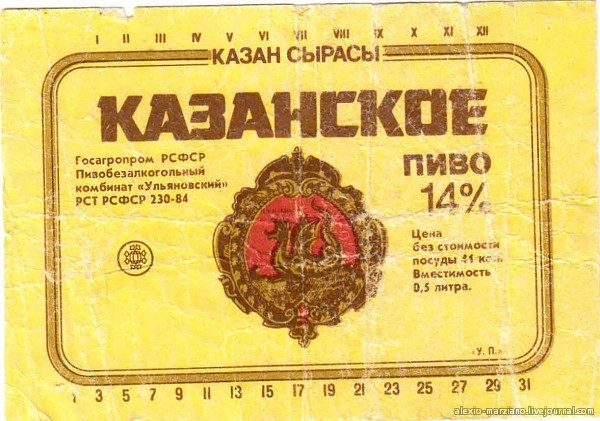 I II III IV V VI VII VIII IX X XI XII
КАЗАН СЫРАСЫ
КАЗАНСКОЕ
ПИВО
14%
Госагропром РСФСР
Пивобезалкогольный
комбинат «Ульяновский»
РСТ РСФСР 230-84
Цена
без стоимости
посуды 41 коп.
Вместимость
0,5 литра.
«У. П.»
1 3 5 7 9 11 13 15 17 19 21 23 25 27 29 31
alexio-marziano.livejournal.com